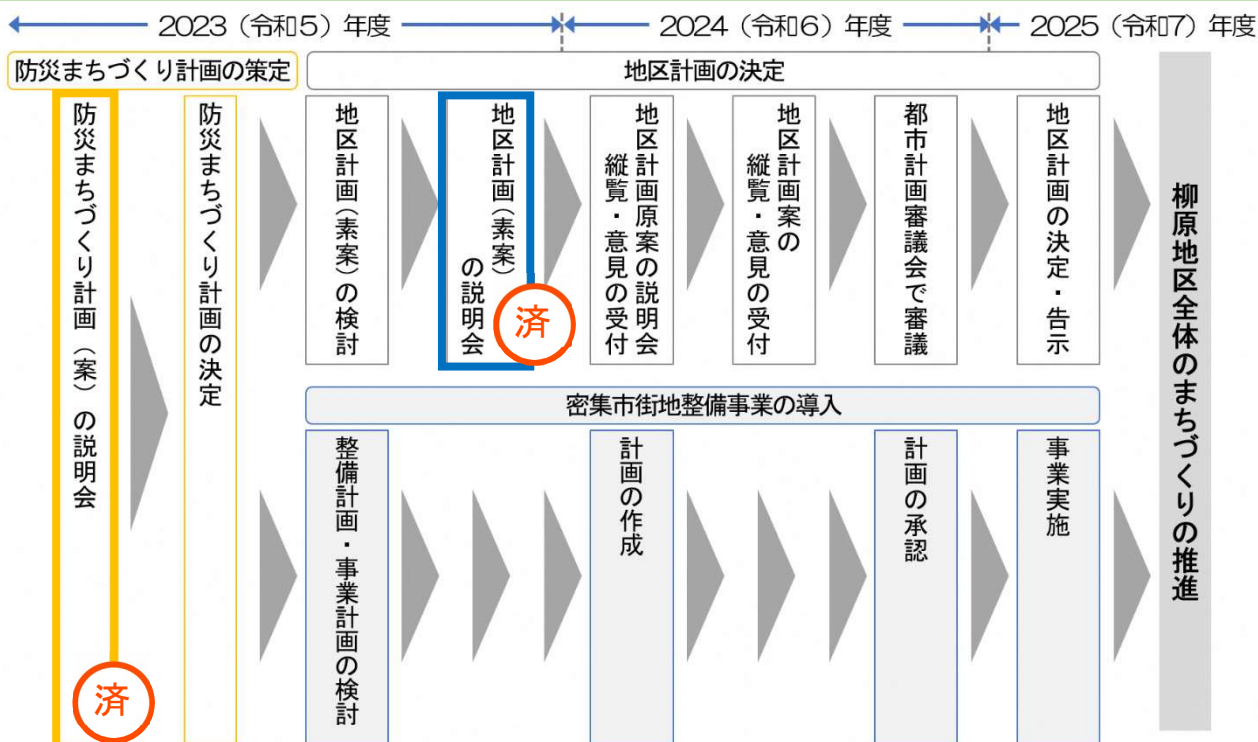 2023（令和5）年度
2024（令和6）年度
2025（令和7）年度
防災まちづくり計画の策定
地区計画の決定
防災まちづくり計画（案）の説明会
済
防災まちづくり計画の決定
地区計画（素案）の検討
地区計画（素案）
の説明会
済
地区計画原案の説明会
縦覧・意見の受付
地区計画案の
縦覧・意見の受付
都市計画審議会で審議
地区計画の決定・告示
密集市街地整備事業の導入
整備計画・事業計画の検討
計画の作成
計画の承認
事業実施
柳原地区全体のまちづくりの推進